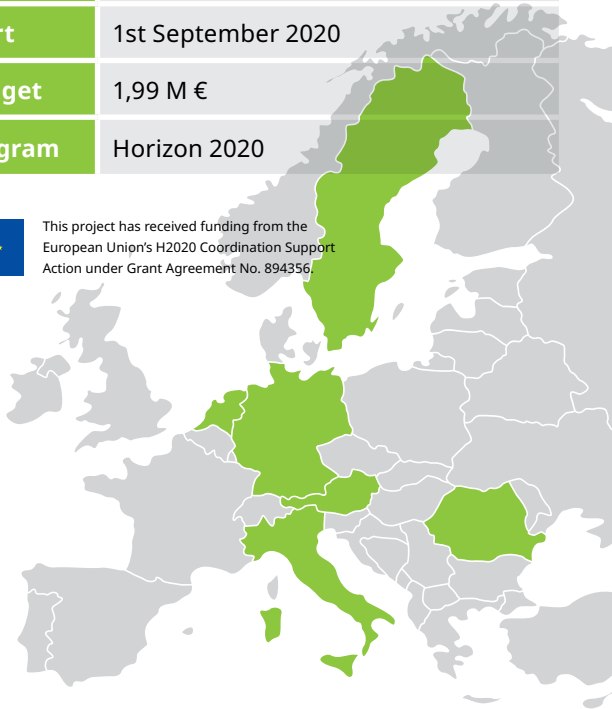 rt 1st September 2020
get 1,99 M €
gram Horizon 2020
This project has received funding from the
European Union’s H2020 Coordination Support
Action under Grant Agreement No. 894356.